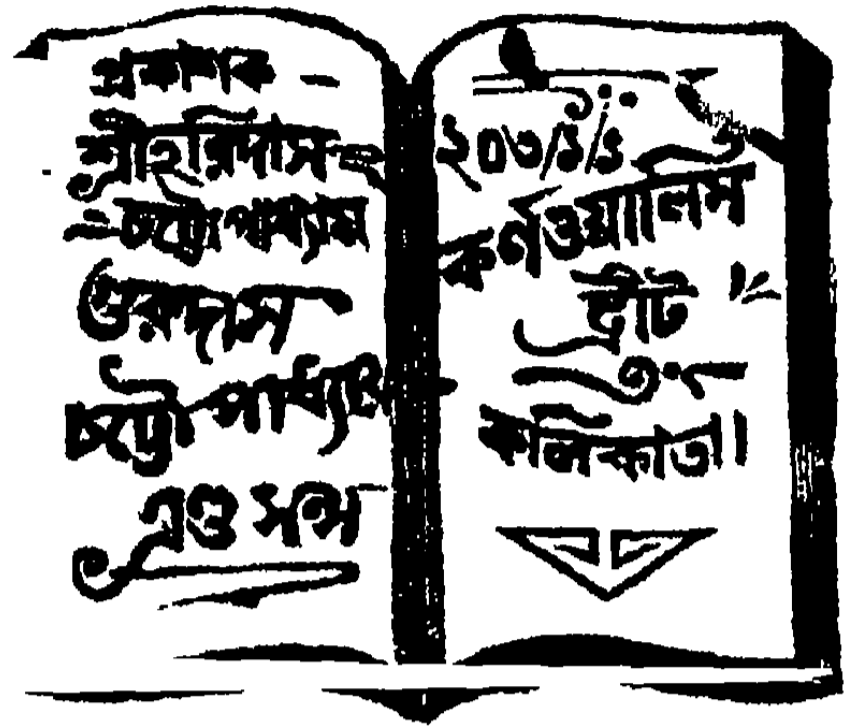 প্রকাশক –
শ্রীহরিদাস
চট্টোপাধ্যায়
গুরুদাস
চট্টোপাধ্যায়
এণ্ড সন্স
২০৩/১/১
কর্ণওয়ালিস
ষ্ট্রীট
কলিকাতা।